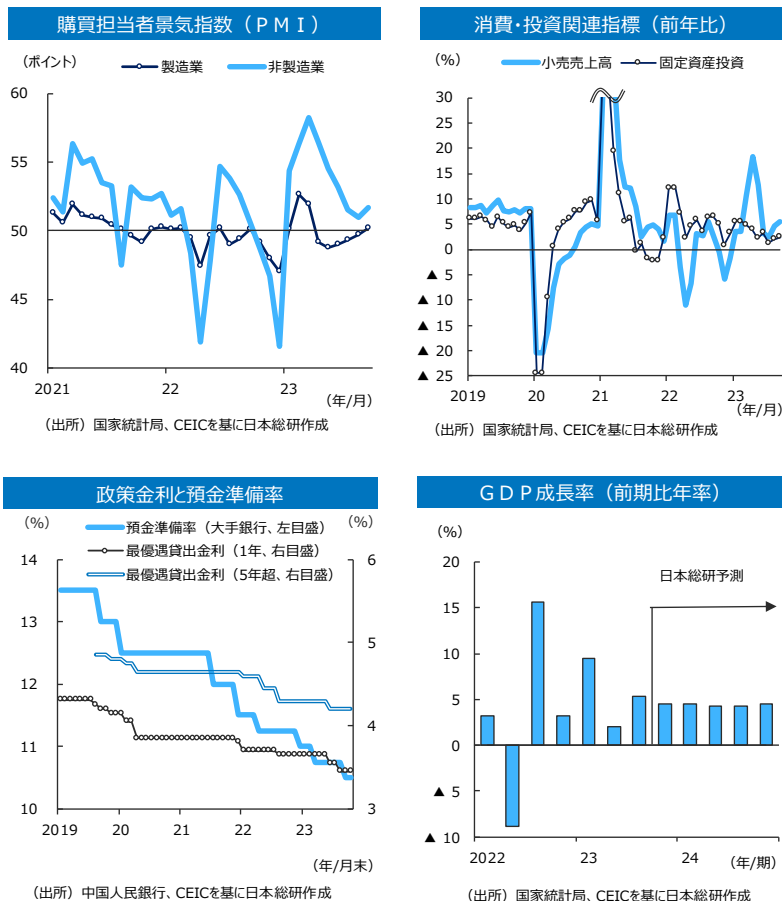 購買担当者景気指数（ＰＭＩ）
（ポイント）
製造業
非製造業
60
55
50
45
40
2021
22
23
（年/月）
（出所）国家統計局、CEICを基に日本総研作成
消費・投資関連指標（前年比）
（%）
小売売上高
固定資産投資
30
25
20
15
10
5
0
▲ 5
▲ 10
▲ 15
▲ 20
▲ 25
2019
20
21
22
23
（年/月）
（出所）国家統計局、CEICを基に日本総研作成
政策金利と預金準備率
（%）
（%）
預金準備率（大手銀行、左目盛）
最優遇貸出金利（1年、右目盛）
最優遇貸出金利（5年超、右目盛）
14
13
12
11
10
6
5
4
3
2019
20
21
22
23
（年/月末）
（出所）中国人民銀行、CEICを基に日本総研作成
ＧＤＰ成長率（前期比年率）
（%）
日本総研予測
20
15
10
5
0
▲ 5
▲ 10
2022
23
24
（年/期）
（出所）国家統計局、CEICを基に日本総研作成